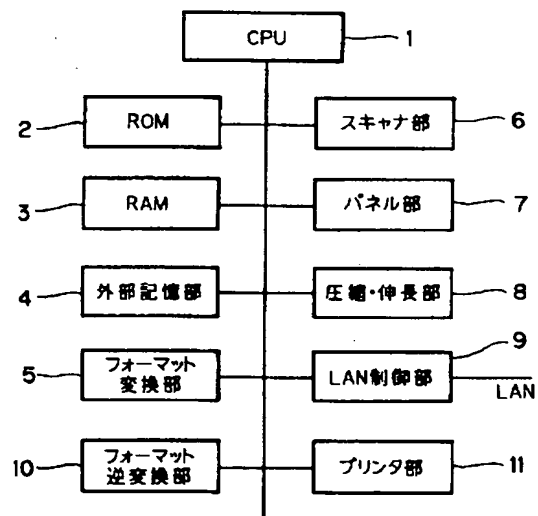 CPU 1
2 ROM スキャナ部 6
3 RAM パネル部 7
4 外部記憶部 圧縮・伸長部 8
5 フォーマット
変換部 LAN制御部 9
LAN
10 フォーマット
逆変換部 プリンタ部 11